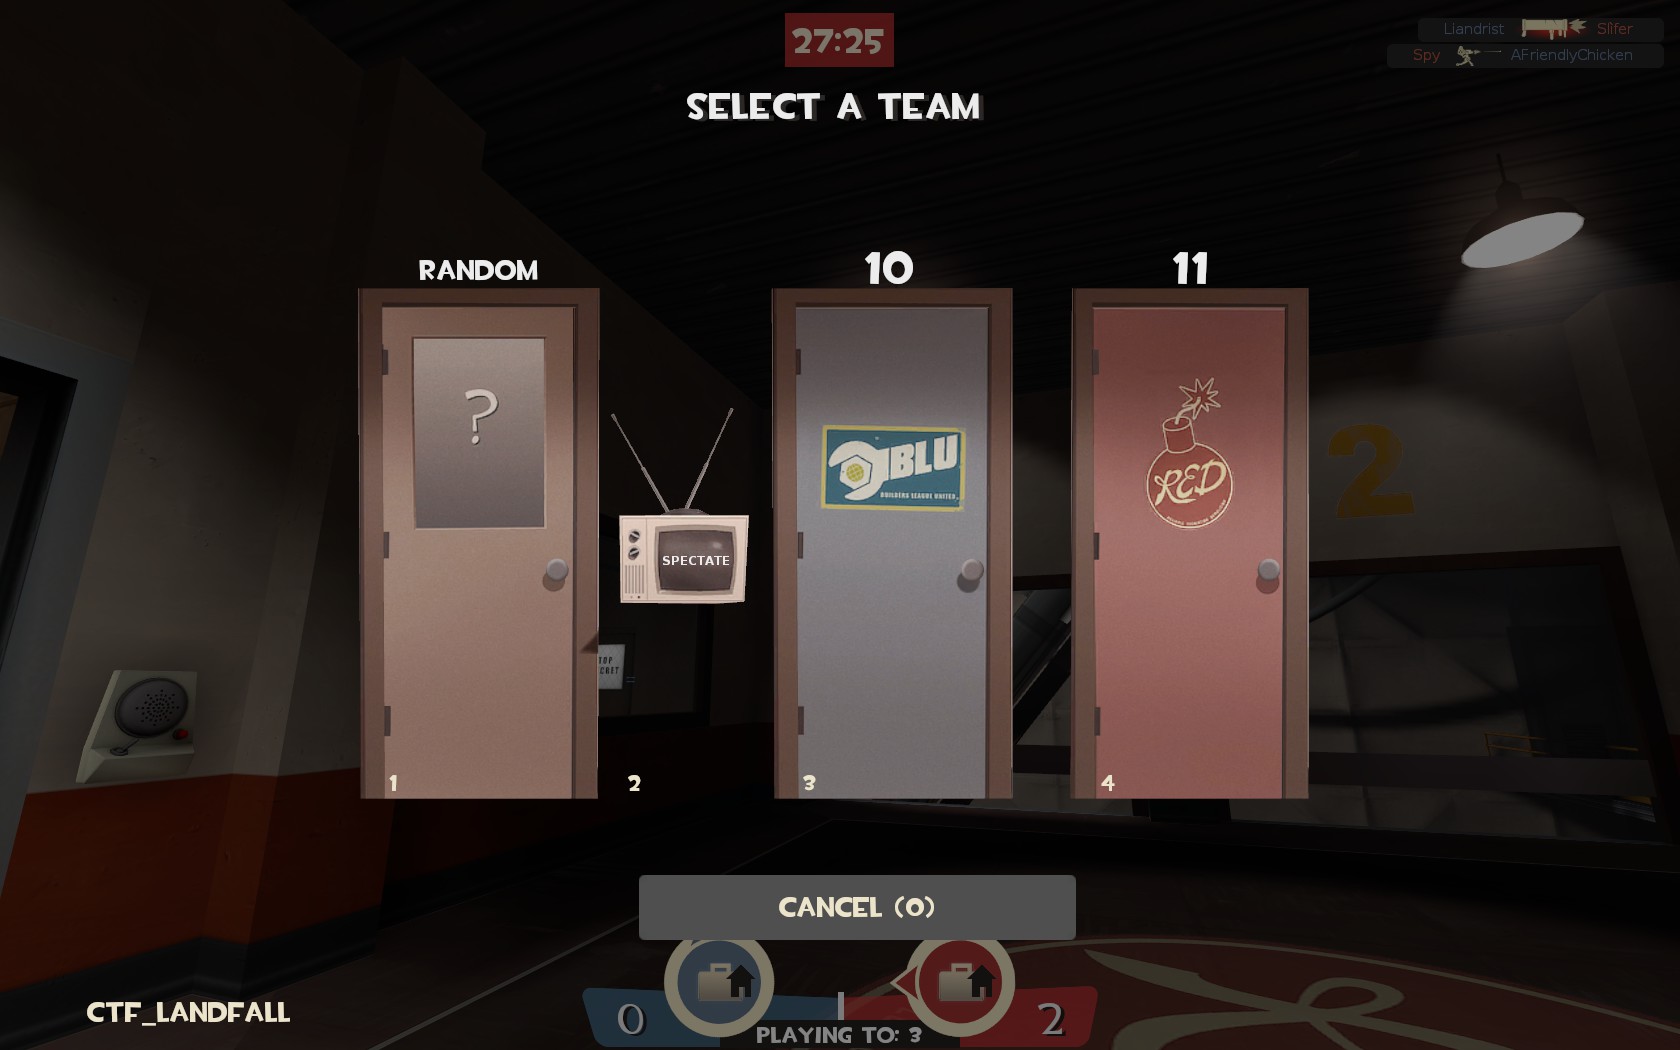 27:25
Liandrist Slfer
Spy AFriendlyChicken
SELECT A TEAM
RANDOM
10
11
?
BLU
BUILDERS LEAGUE UNITED
RED
2
SPECTATE
TOP
1
2
3
4
CANCEL (0)
CTF_LANDFALL
0
2
PLAYING TO: 3